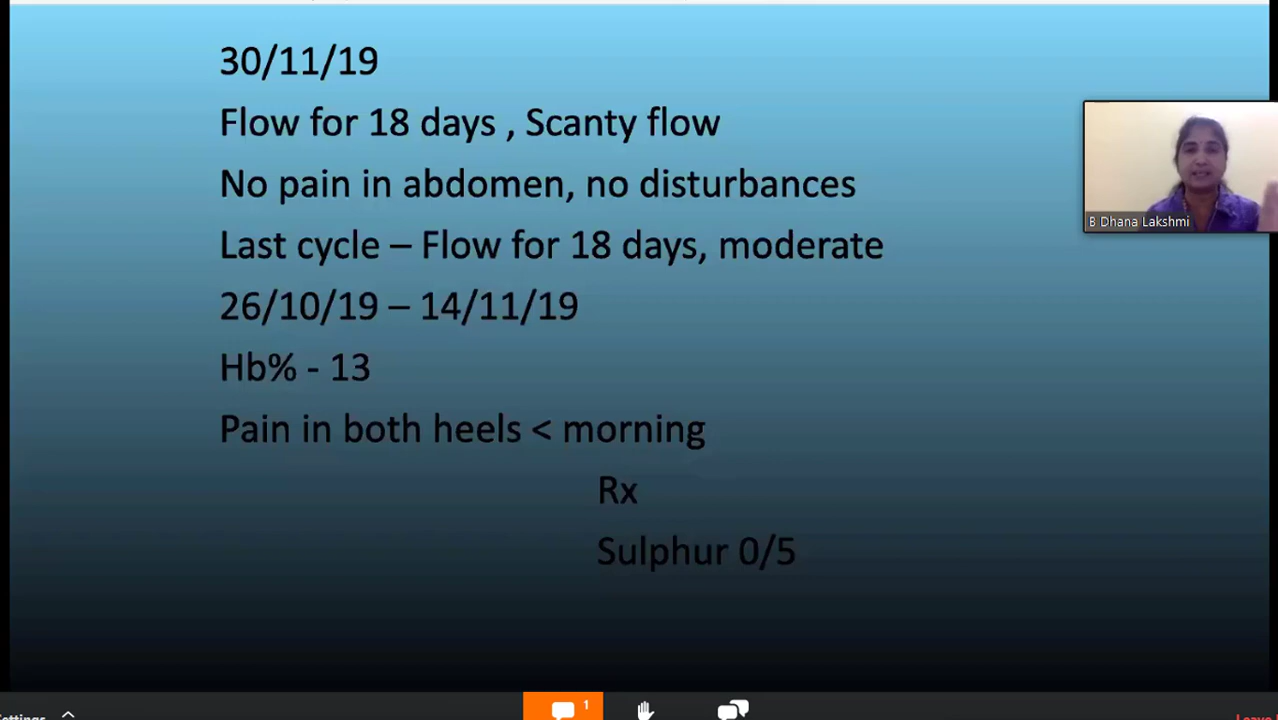 30/11/19
Flow for 18 days , Scanty flow
No pain in abdomen, no disturbances
Last cycle – Flow for 18 days, moderate
26/10/19 – 14/11/19
Hb% - 13
Pain in both heels < morning
Rx
Sulphur 0/5
B Dhana Lakshmi
1